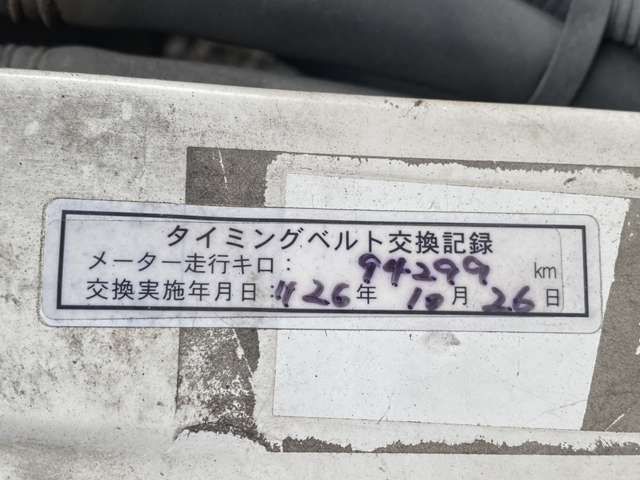 タイミングベルト交換記録
メーター走行キロ: 94299 km
交換実施年月日: H26年 10月 26日